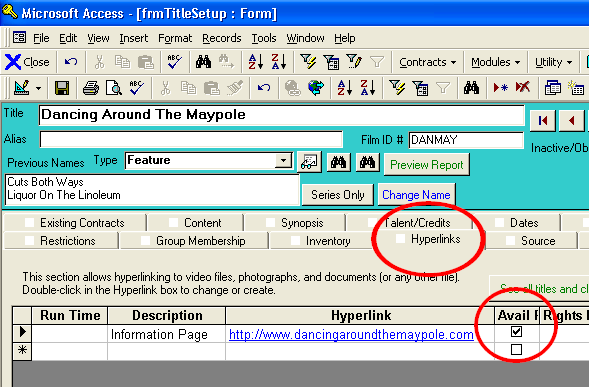 Microsoft Access - [frmTitleSetup : Form]
File Edit View Insert Format Records Tools Window Help
Close ABC Contracts Modules Utility
ABC
Title Dancing Around The Maypole
Alias Film ID # DANMAY
Inactive/Ob
Previous Names Type Feature Preview Report
Cuts Both Ways
Liquor On The Linoleum
Series Only Change Name
Existing Contracts Content Synopsis Talent/Credits Dates
Restrictions Group Membership Inventory Hyperlinks Source
This section allows hyperlinking to video files, photographs, and documents (or any other file).
Double-click in the Hyperlink box to change or create.
See all titles and cl
Run Time Description Hyperlink Avail Rights
Information Page http://www.dancingaroundthemaypole.com